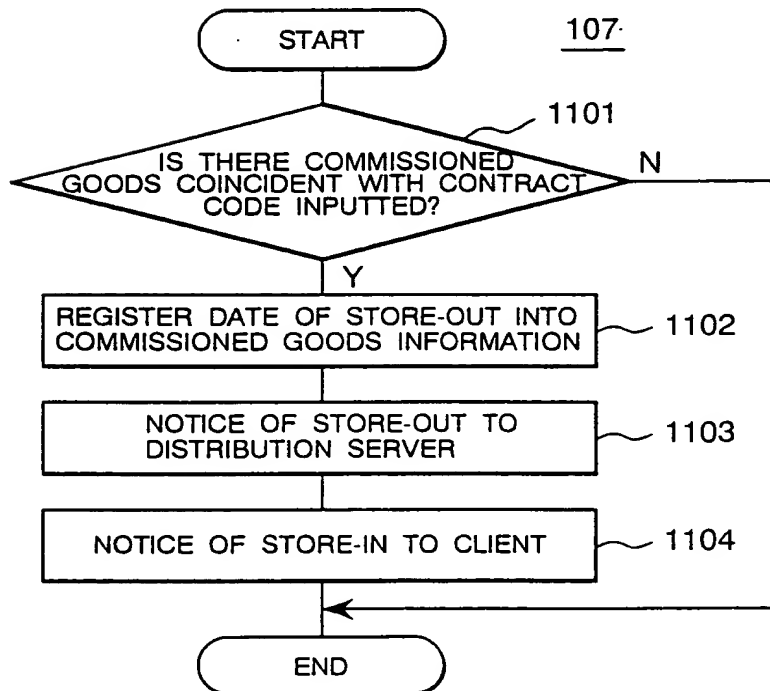 START
107
1101
IS THERE COMMISSIONED
GOODS COINCIDENT WITH CONTRACT
CODE INPUTTED?
N
Y
REGISTER DATE OF STORE-OUT INTO
COMMISSIONED GOODS INFORMATION
1102
NOTICE OF STORE-OUT TO
DISTRIBUTION SERVER
1103
NOTICE OF STORE-IN TO CLIENT
1104
END